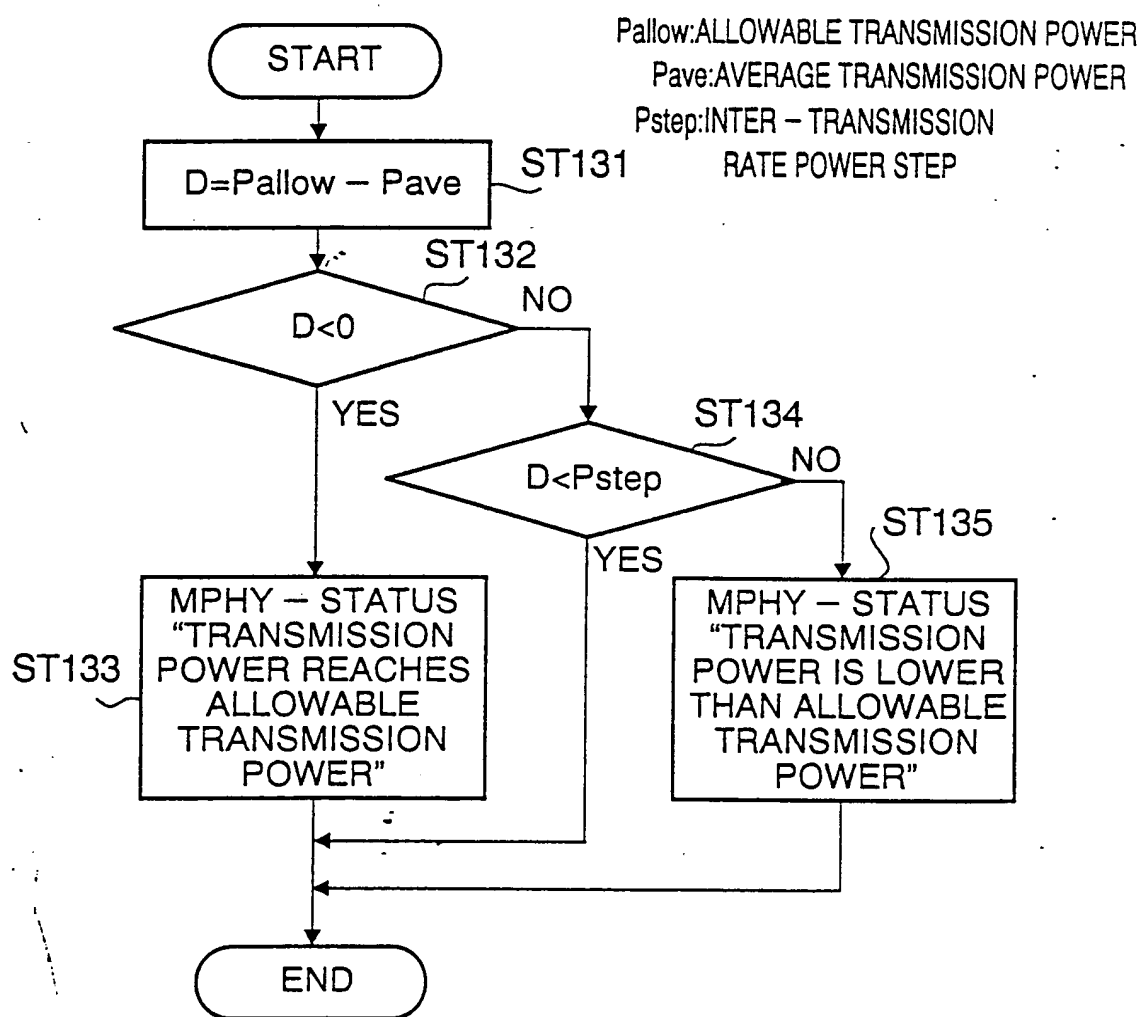 START
Pallow:ALLOWABLE TRANSMISSION POWER
Pave:AVERAGE TRANSMISSION POWER
Pstep:INTER – TRANSMISSION
RATE POWER STEP
D=Pallow – Pave
ST131
ST132
D<0
NO
YES
ST134
D<Pstep
NO
YES
ST135
ST133
MPHY – STATUS
“TRANSMISSION
POWER REACHES
ALLOWABLE
TRANSMISSION
POWER”
MPHY – STATUS
“TRANSMISSION
POWER IS LOWER
THAN ALLOWABLE
TRANSMISSION
POWER”
END